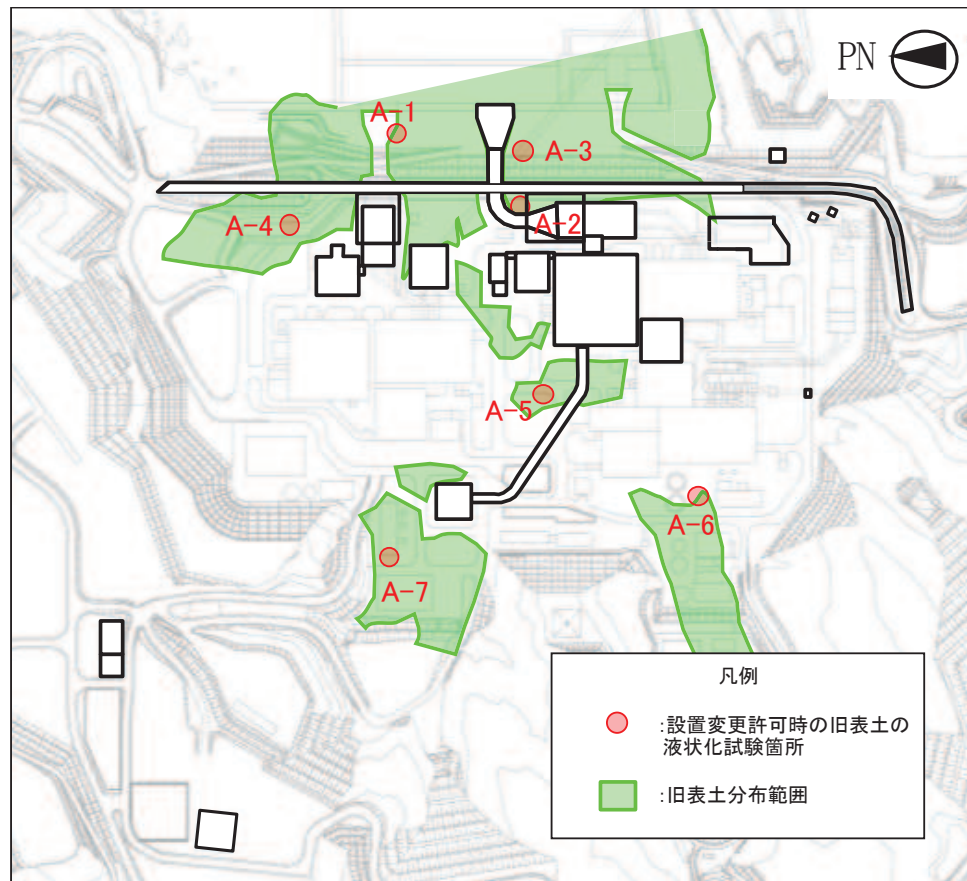 PN
A-1
A-3
A-4
A-2
A-5
A-6
A-7
凡例
:設置変更許可時の旧表土の
液状化試験箇所
:旧表土分布範囲